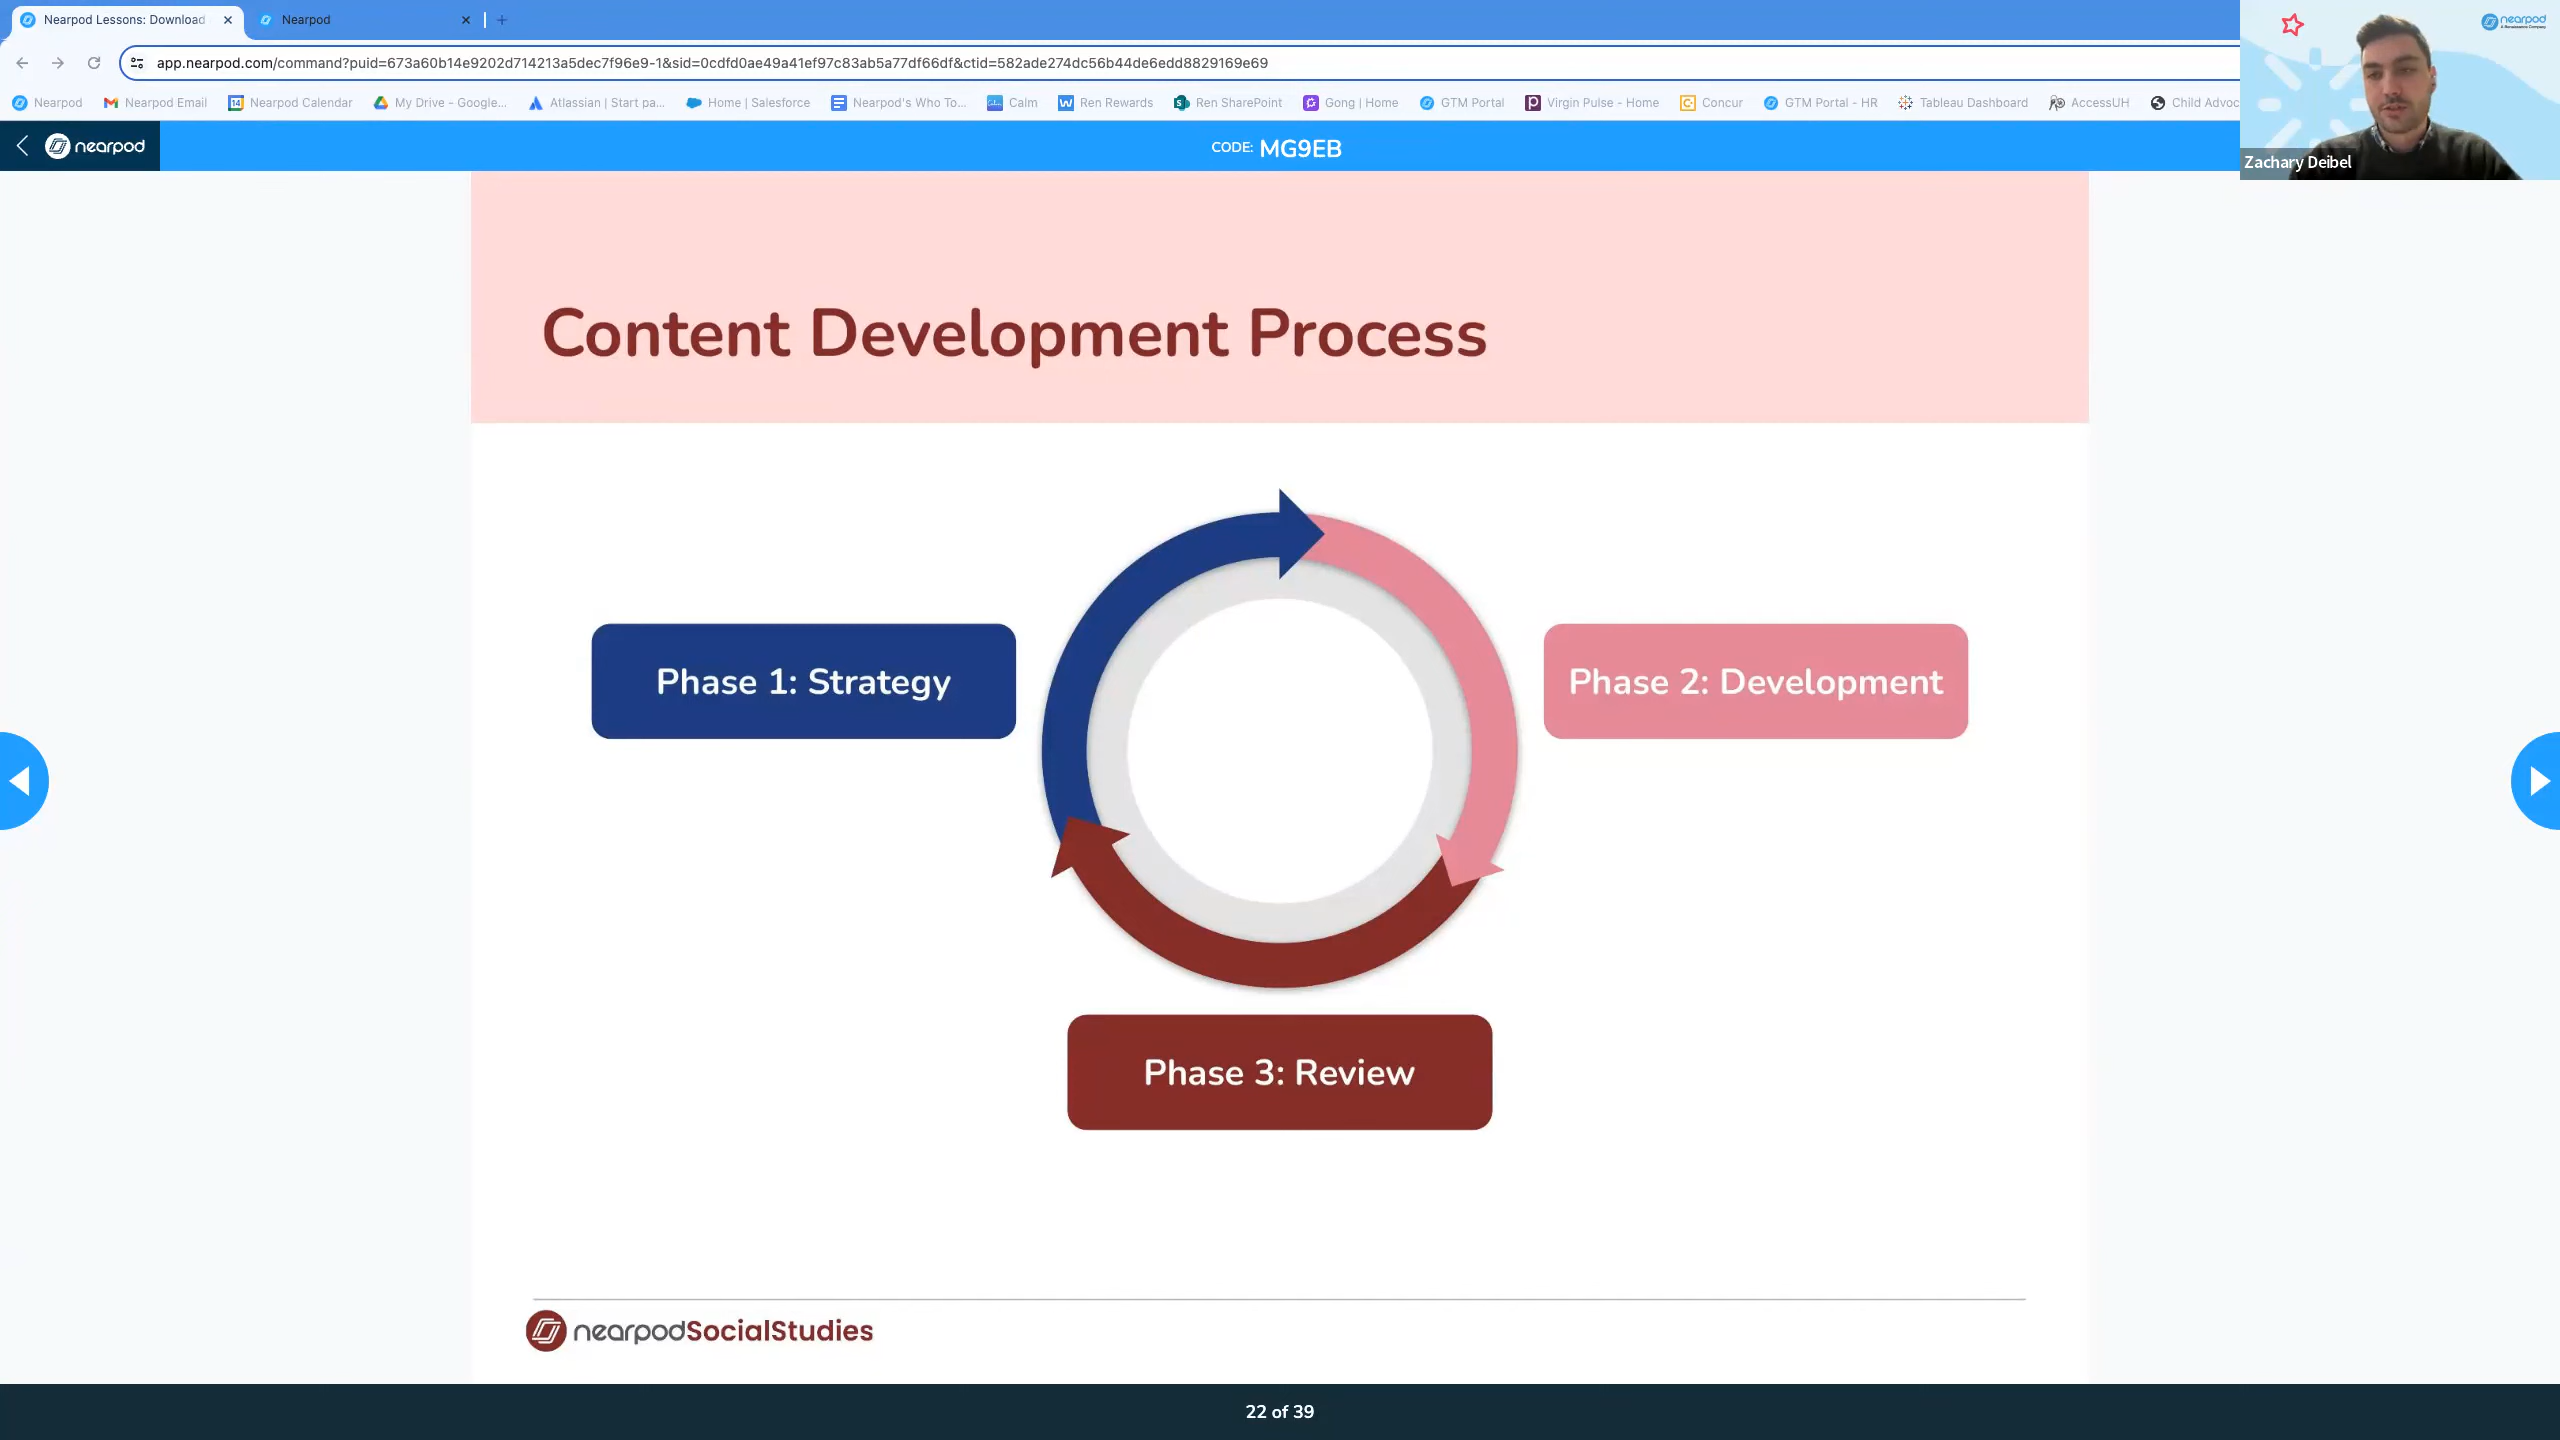 Nearpod Lessons: Download
Nearpod
app.nearpod.com/command?puid=673a60b14e9202d714213a5dec7f96e9-1&sid=0cdfd0ae49a41ef97c83ab5a77df66df&ctid=582ade274dc56b44de6edd8829169e69
Nearpod
Nearpod Email
14
Nearpod Calendar
My Drive - Google...
Atlassian | Start pa...
Home | Salesforce
Nearpod's Who To...
Calm
Ren Rewards
Ren SharePoint
Gong | Home
GTM Portal
Virgin Pulse - Home
Concur
GTM Portal - HR
Tableau Dashboard
AccessUH
Child Advoc
nearpod
Zachary Deibel
nearpod
CODE: MG9EB
Content Development Process
Phase 1: Strategy
Phase 2: Development
Phase 3: Review
nearpodSocialStudies
22 of 39